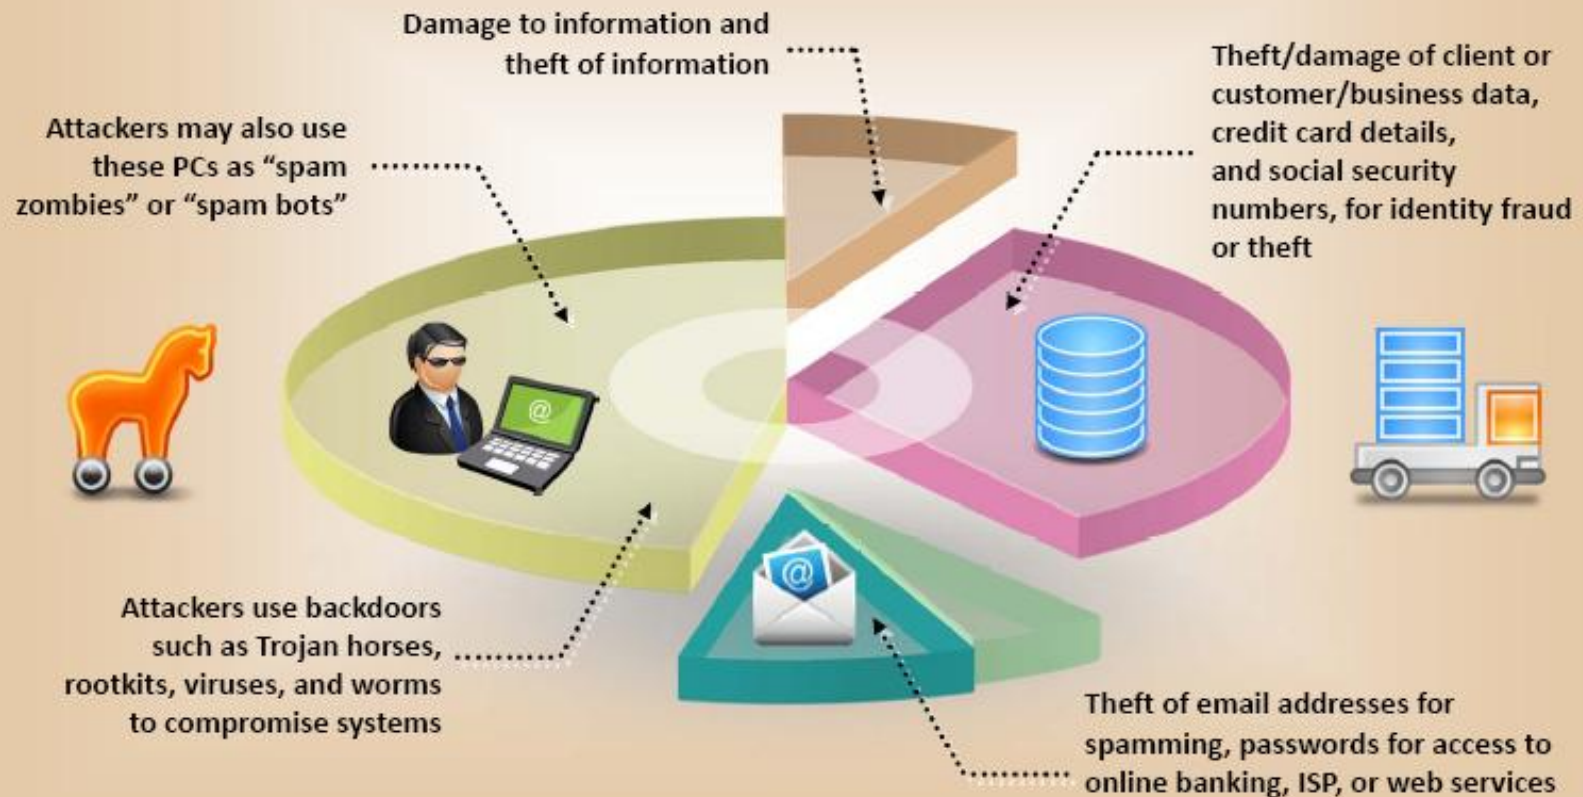 Damage to information and
theft of information
Theft/damage of client or
customer/business data,
credit card details,
and social security
numbers, for identity fraud
or theft
Attackers may also use
these PCs as “spam
zombies” or “spam bots”
@
@
Attackers use backdoors
such as Trojan horses,
rootkits, viruses, and worms
to compromise systems
Theft of email addresses for
spamming, passwords for access to
online banking, ISP, or web services